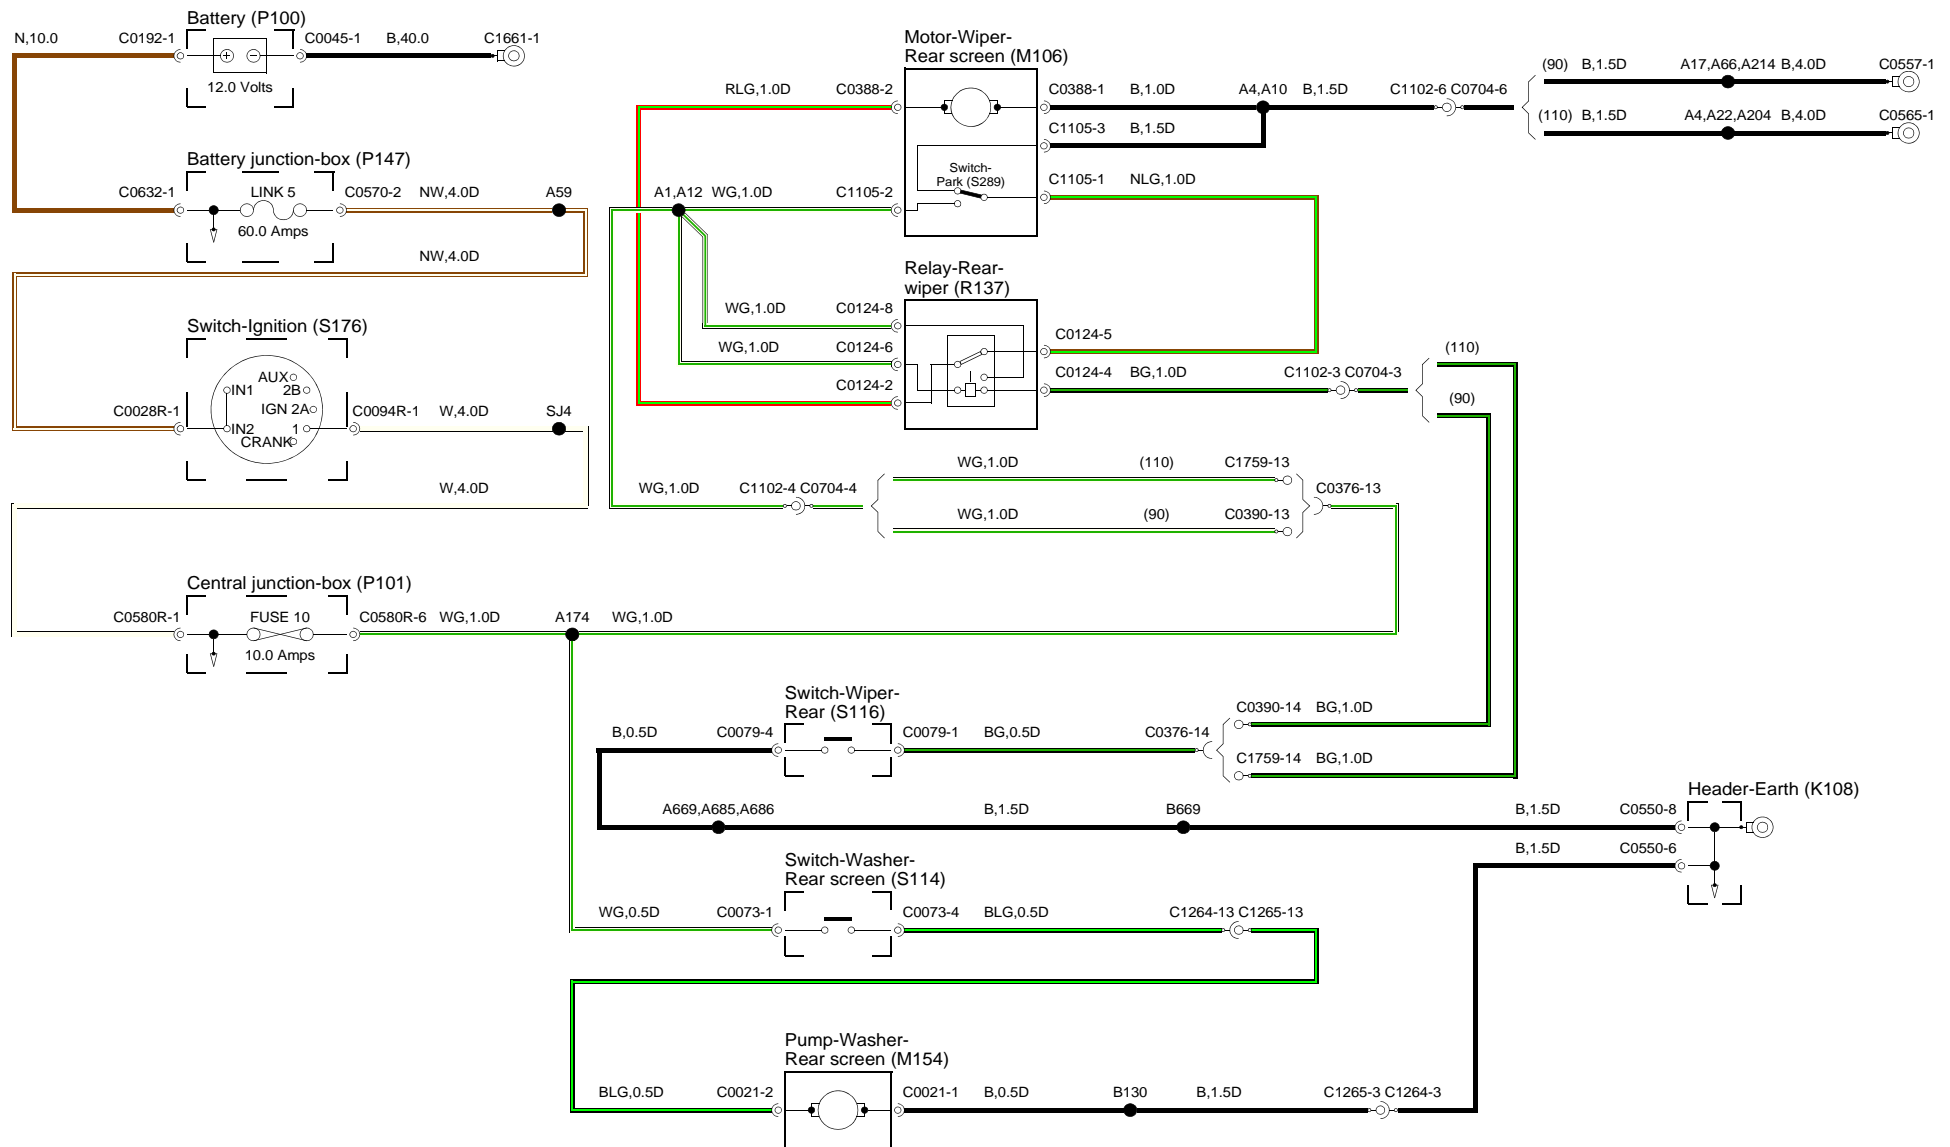 Battery (P100)
N,10.0 C0192-1 C0045-1 B,40.0 C1661-1
12.0 Volts
Battery junction-box (P147)
C0632-1 LINK 5 C0570-2 NW,4.0D A59
60.0 Amps
NW,4.0D
Switch-Ignition (S176)
AUX
IN1 2B
IGN 2A
C0028R-1 IN2 1 C0094R-1 W,4.0D SJ4
CRANK
W,4.0D
Central junction-box (P101)
C0580R-1 FUSE 10 C0580R-6 WG,1.0D A174 WG,1.0D
10.0 Amps
Motor-Wiper-
Rear screen (M106)
RLG,1.0D C0388-2 C0388-1 B,1.0D A4,A10 B,1.5D C1102-6 C0704-6
(90) B,1.5D A17,A66,A214 B,4.0D C0557-1
(110) B,1.5D A4,A22,A204 B,4.0D C0565-1
C1105-3 B,1.5D
Switch-
Park (S289)
A1,A12 WG,1.0D C1105-2 C1105-1 NLG,1.0D
Relay-Rear-
wiper (R137)
WG,1.0D C0124-8
WG,1.0D C0124-6 C0124-5
C0124-2 C0124-4 BG,1.0D C1102-3 C0704-3
(110)
(90)
WG,1.0D C1102-4 C0704-4
WG,1.0D (110) C1759-13
WG,1.0D (90) C0390-13
C0376-13
Switch-Wiper-
Rear (S116)
B,0.5D C0079-4 C0079-1 BG,0.5D C0376-14
C0390-14 BG,1.0D
C1759-14 BG,1.0D
Header-Earth (K108)
A669,A685,A686 B,1.5D B669 B,1.5D C0550-8
B,1.5D C0550-6
Switch-Washer-
Rear screen (S114)
WG,0.5D C0073-1 C0073-4 BLG,0.5D C1264-13 C1265-13
Pump-Washer-
Rear screen (M154)
BLG,0.5D C0021-2 C0021-1 B,0.5D B130 B,1.5D C1265-3 C1264-3